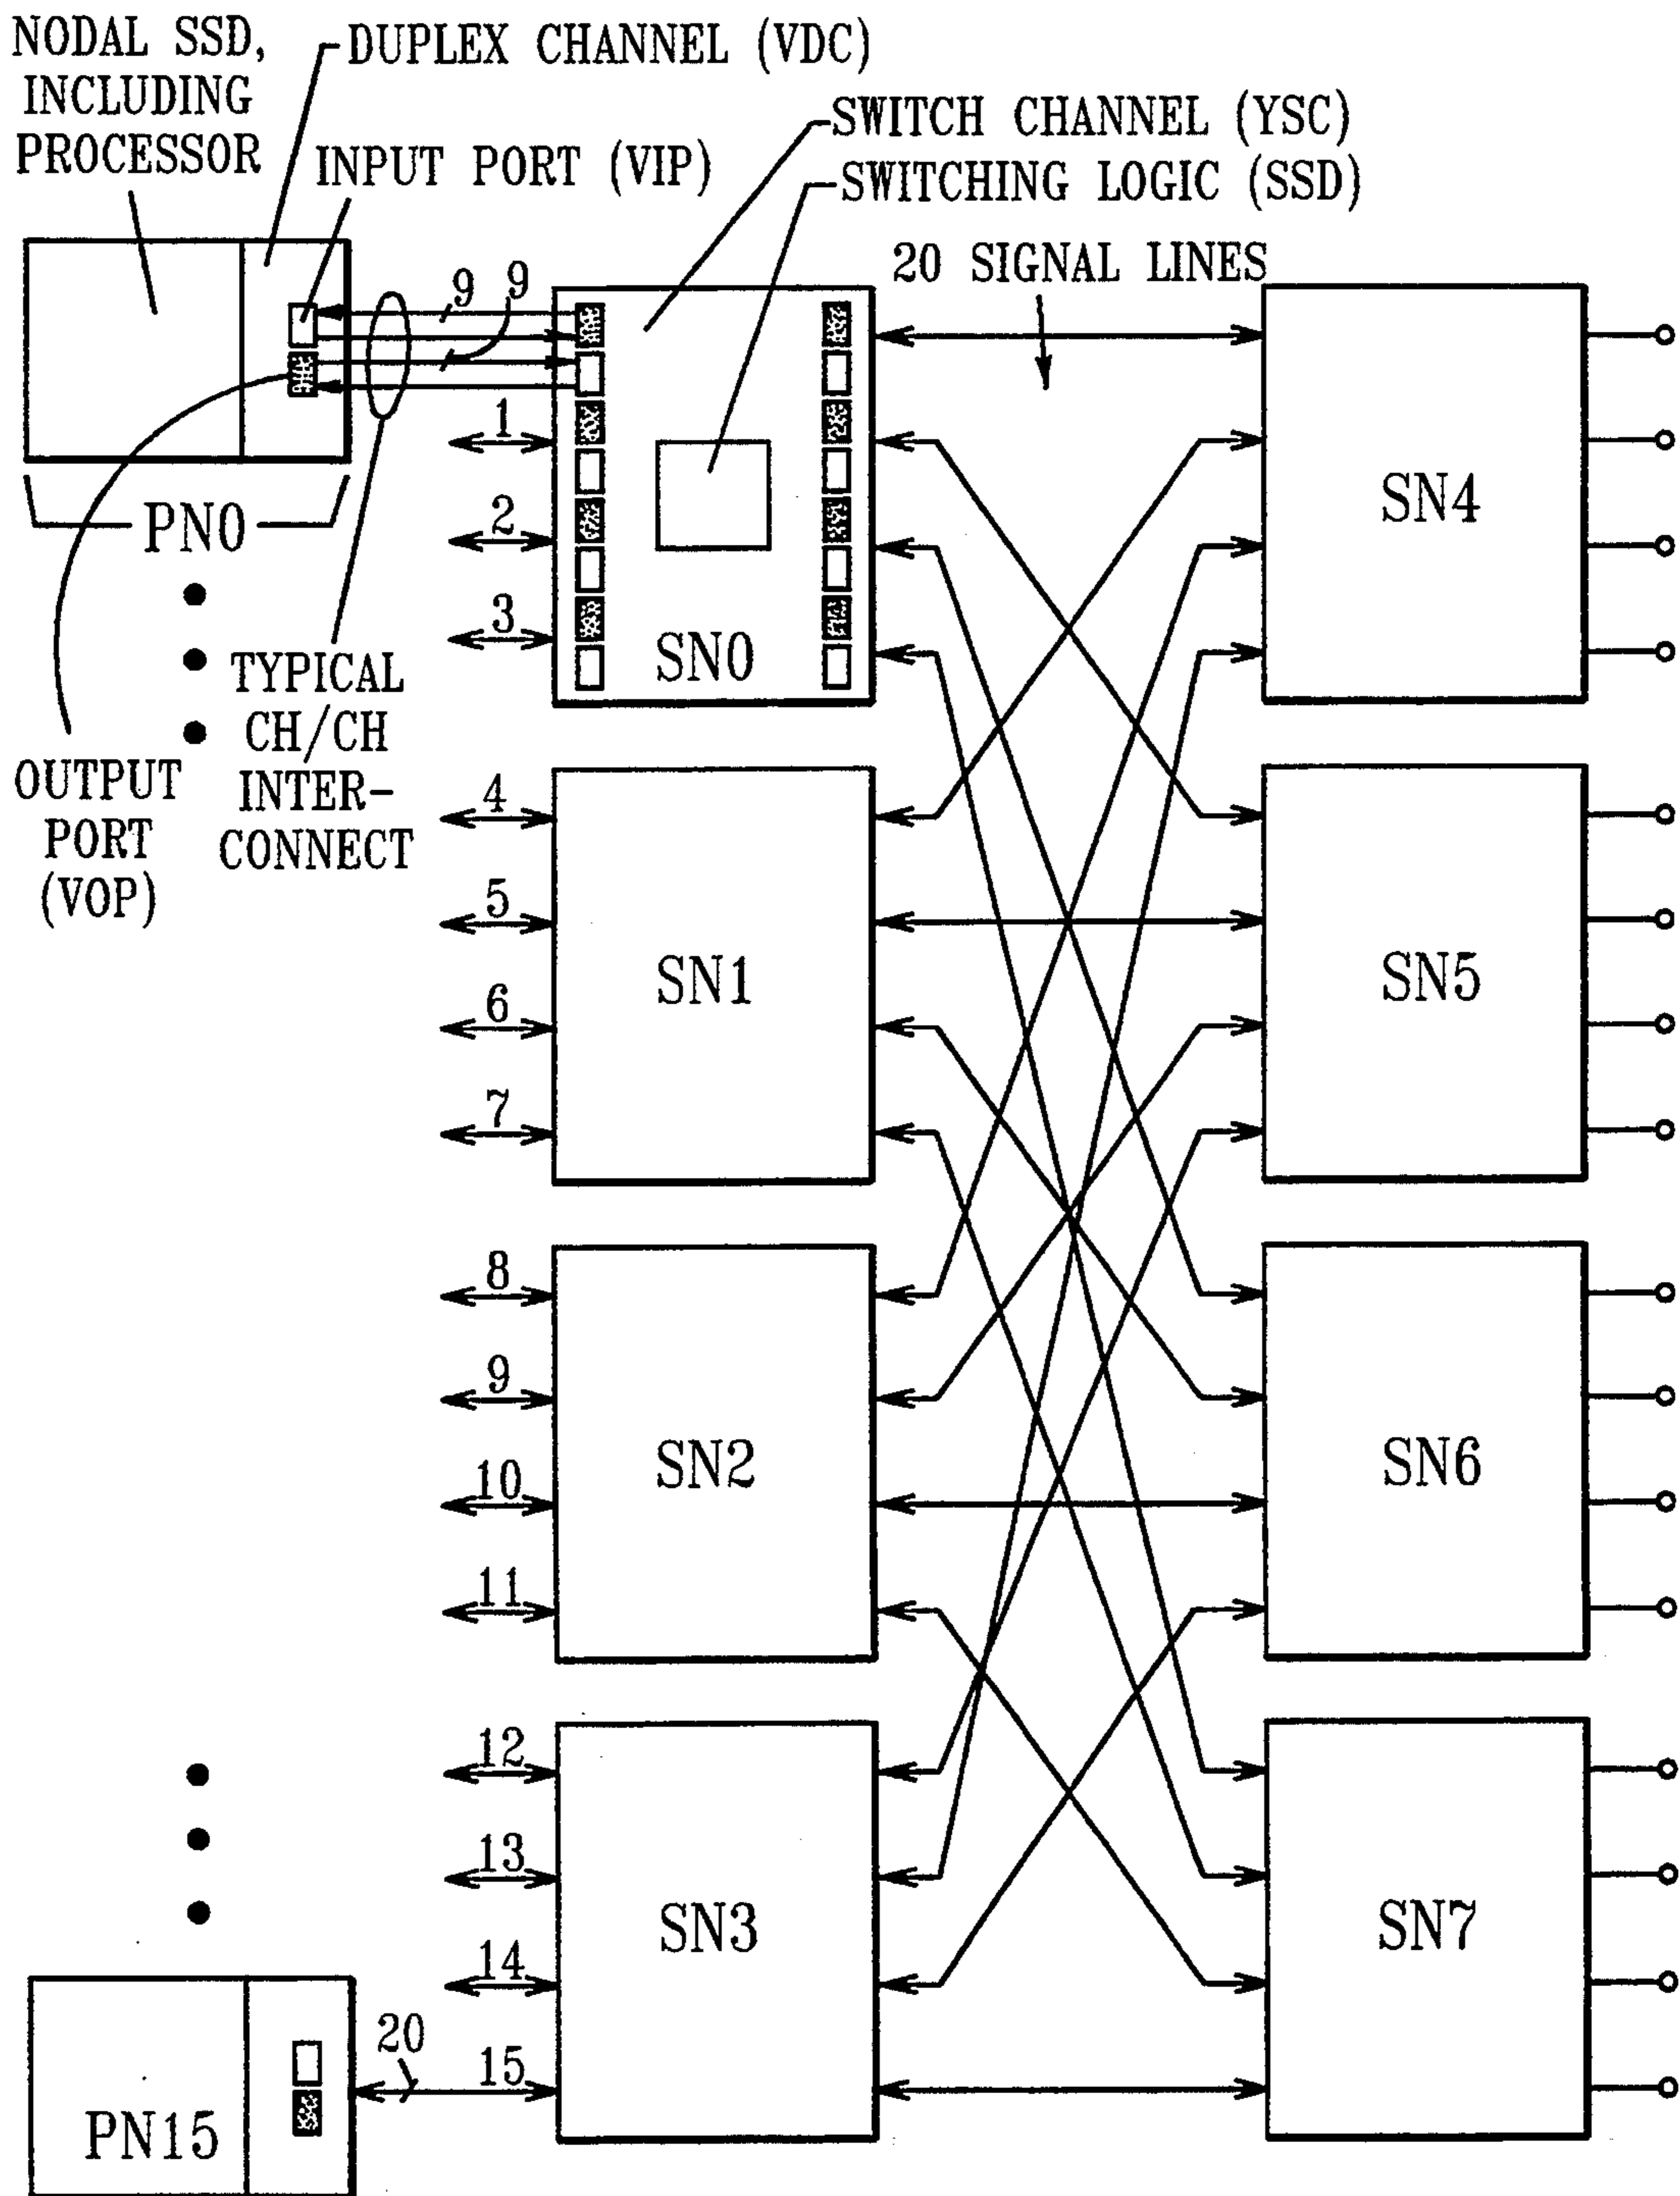 NODAL SSD,
INCLUDING
PROCESSOR
DUPLEX CHANNEL (VDC)
INPUT PORT (VIP)
SWITCH CHANNEL (YSC)
SWITCHING LOGIC (SSD)
20 SIGNAL LINES
9
9
PN0
1
2
3
SN0
SN4
TYPICAL
CH/CH
INTER-
CONNECT
OUTPUT
PORT
(VOP)
4
5
6
7
SN1
SN5
8
9
10
11
SN2
SN6
12
13
14
15
SN3
SN7
20
PN15